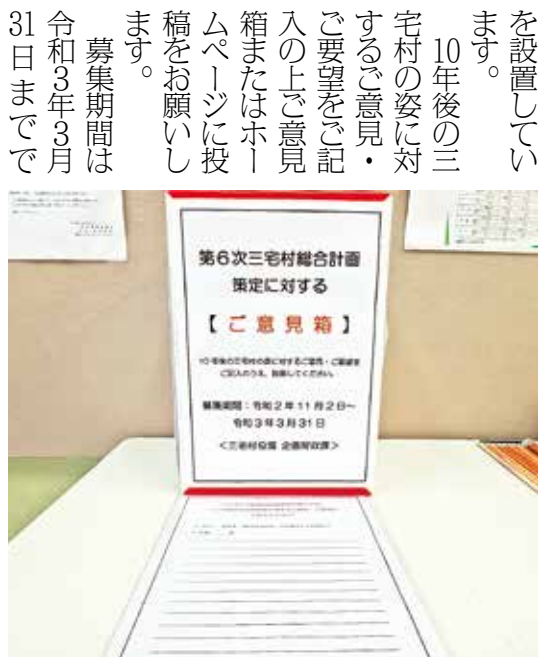 を設置してい
ます。
10年後の三
宅村の姿に対
するご意見・
ご要望をご記
入の上ご意見
箱またはホー
ムページに投
稿をお願いし
ます。
募集期間は
令和３年３月
31日までで
第６次三宅村総合計画
策定に対する
【ご意見箱】
10年後の三宅村の姿に対するご意見・ご要望を
ご記入のうえ、投函してください。
募集期間：令和２年１１月２日～
令和３年３月３１日
＜三宅村役場 企画財政課＞